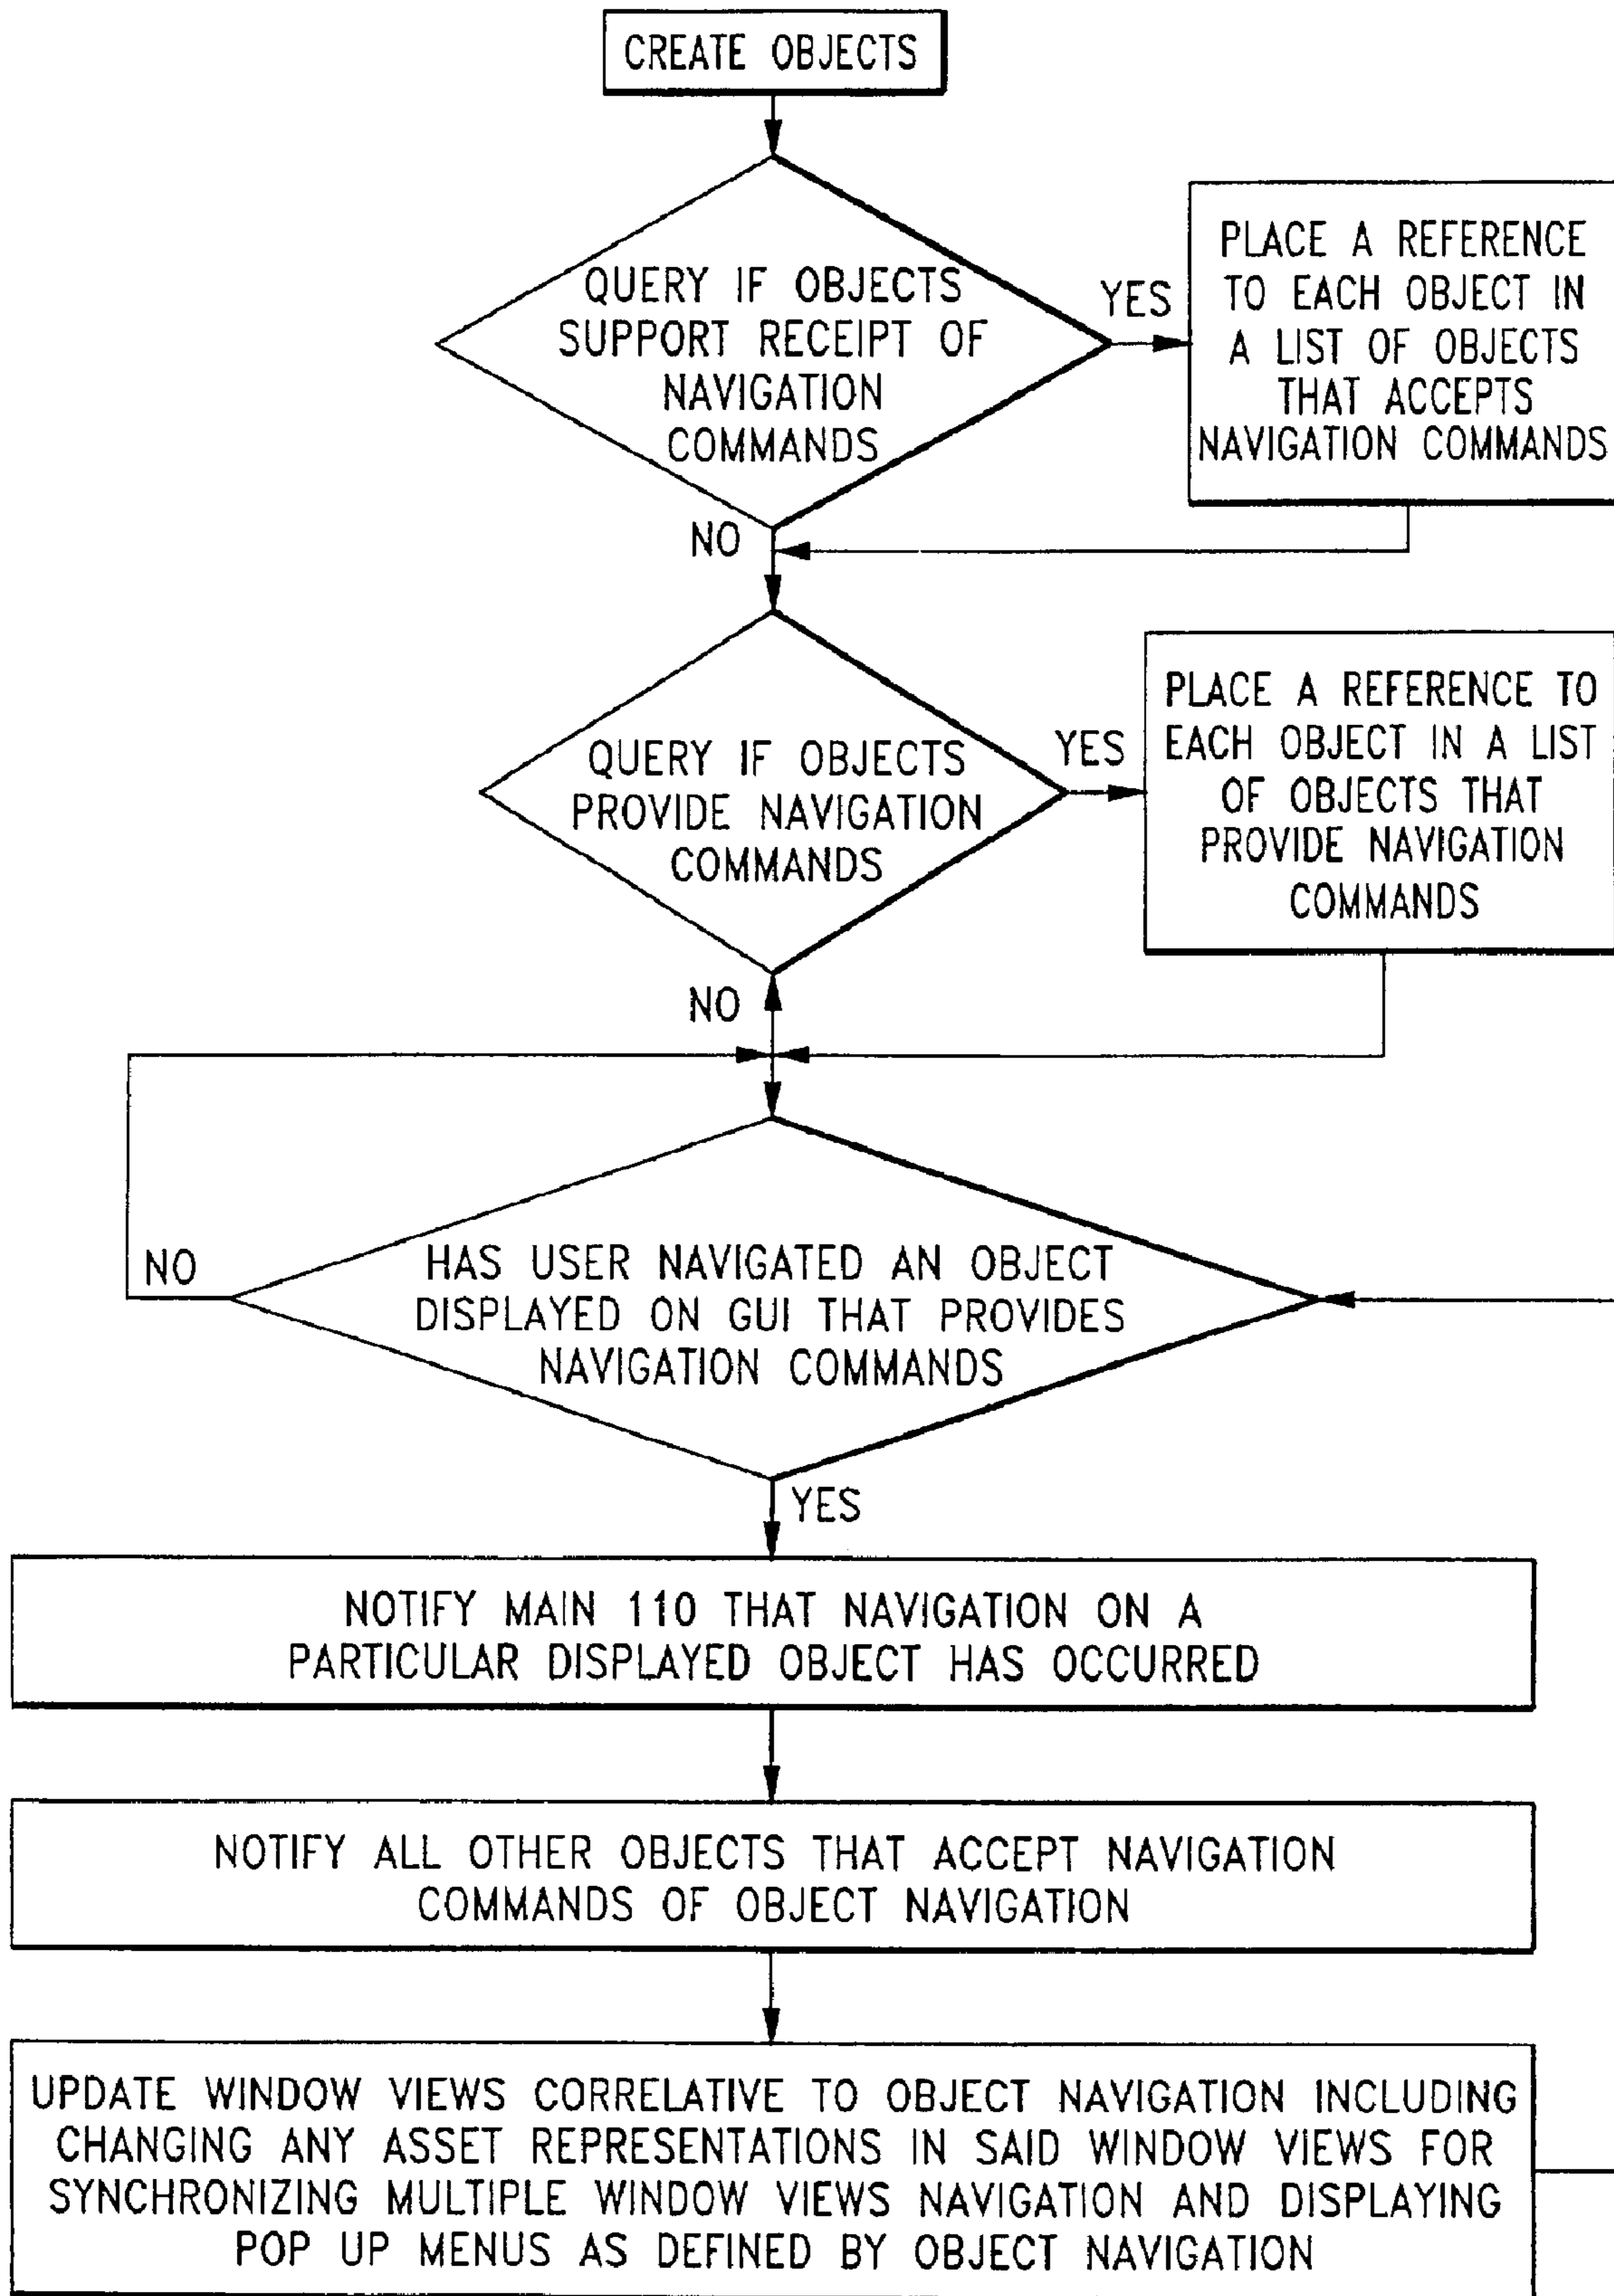 CREATE OBJECTS
QUERY IF OBJECTS
SUPPORT RECEIPT OF
NAVIGATION
COMMANDS
YES
PLACE A REFERENCE
TO EACH OBJECT IN
A LIST OF OBJECTS
THAT ACCEPTS
NAVIGATION COMMANDS
NO
QUERY IF OBJECTS
PROVIDE NAVIGATION
COMMANDS
YES
PLACE A REFERENCE TO
EACH OBJECT IN A LIST
OF OBJECTS THAT
PROVIDE NAVIGATION
COMMANDS
NO
NO
HAS USER NAVIGATED AN OBJECT
DISPLAYED ON GUI THAT PROVIDES
NAVIGATION COMMANDS
YES
NOTIFY MAIN 110 THAT NAVIGATION ON A
PARTICULAR DISPLAYED OBJECT HAS OCCURRED
NOTIFY ALL OTHER OBJECTS THAT ACCEPT NAVIGATION
COMMANDS OF OBJECT NAVIGATION
UPDATE WINDOW VIEWS CORRELATIVE TO OBJECT NAVIGATION INCLUDING
CHANGING ANY ASSET REPRESENTATIONS IN SAID WINDOW VIEWS FOR
SYNCHRONIZING MULTIPLE WINDOW VIEWS NAVIGATION AND DISPLAYING
POP UP MENUS AS DEFINED BY OBJECT NAVIGATION